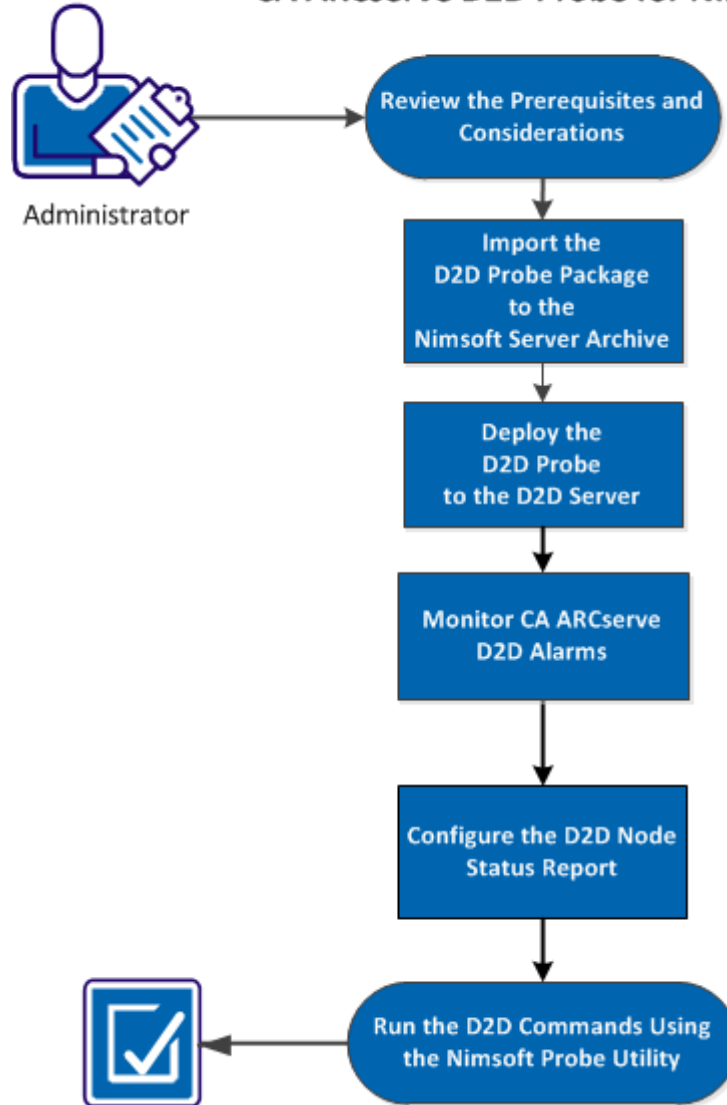 Administrator
Review the Prerequisites and
Considerations
Import the
D2D Probe Package
to the
Nimsoft Server Archive
Deploy the
D2D Probe
to the D2D Server
Monitor CA ARCserve
D2D Alarms
Configure the D2D Node
Status Report
Run the D2D Commands Using
the Nimsoft Probe Utility